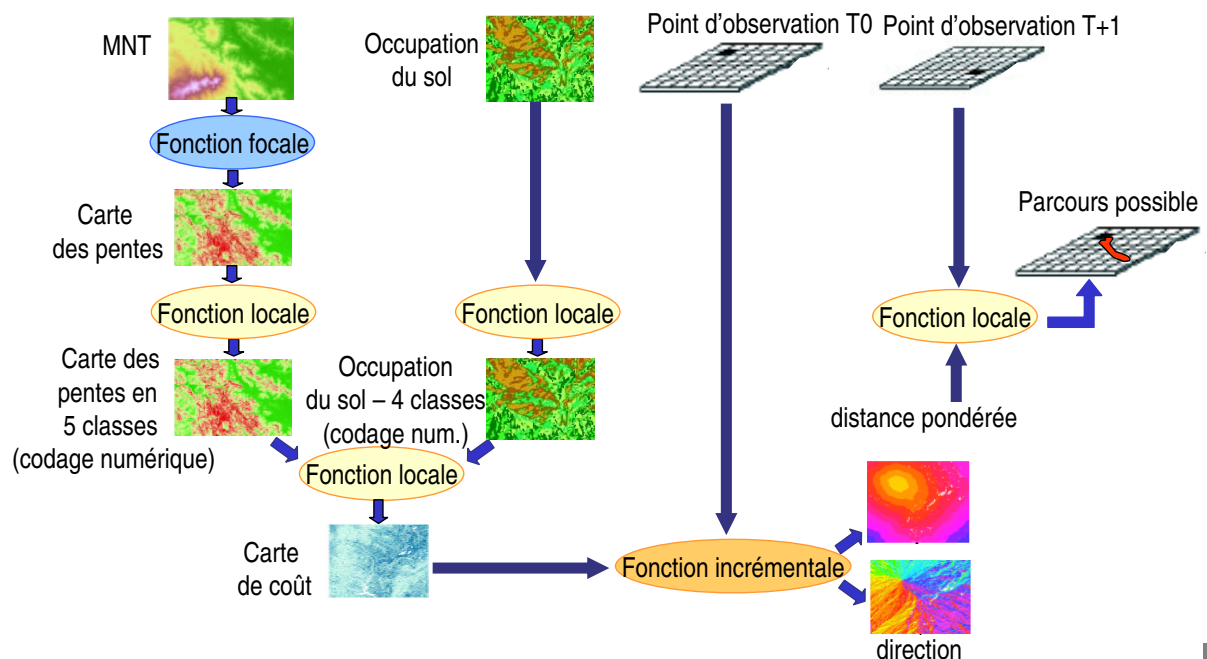 MNT
Occupation
du sol
Point d'observation T0
Point d'observation T+1
Fonction focale
Carte
des pentes
Parcours possible
Fonction locale
Fonction locale
Fonction locale
Carte des
pentes en
5 classes
(codage numérique)
Occupation
du sol – 4 classes
(codage num.)
distance pondérée
Fonction locale
Carte
de coût
Fonction incrémentale
direction